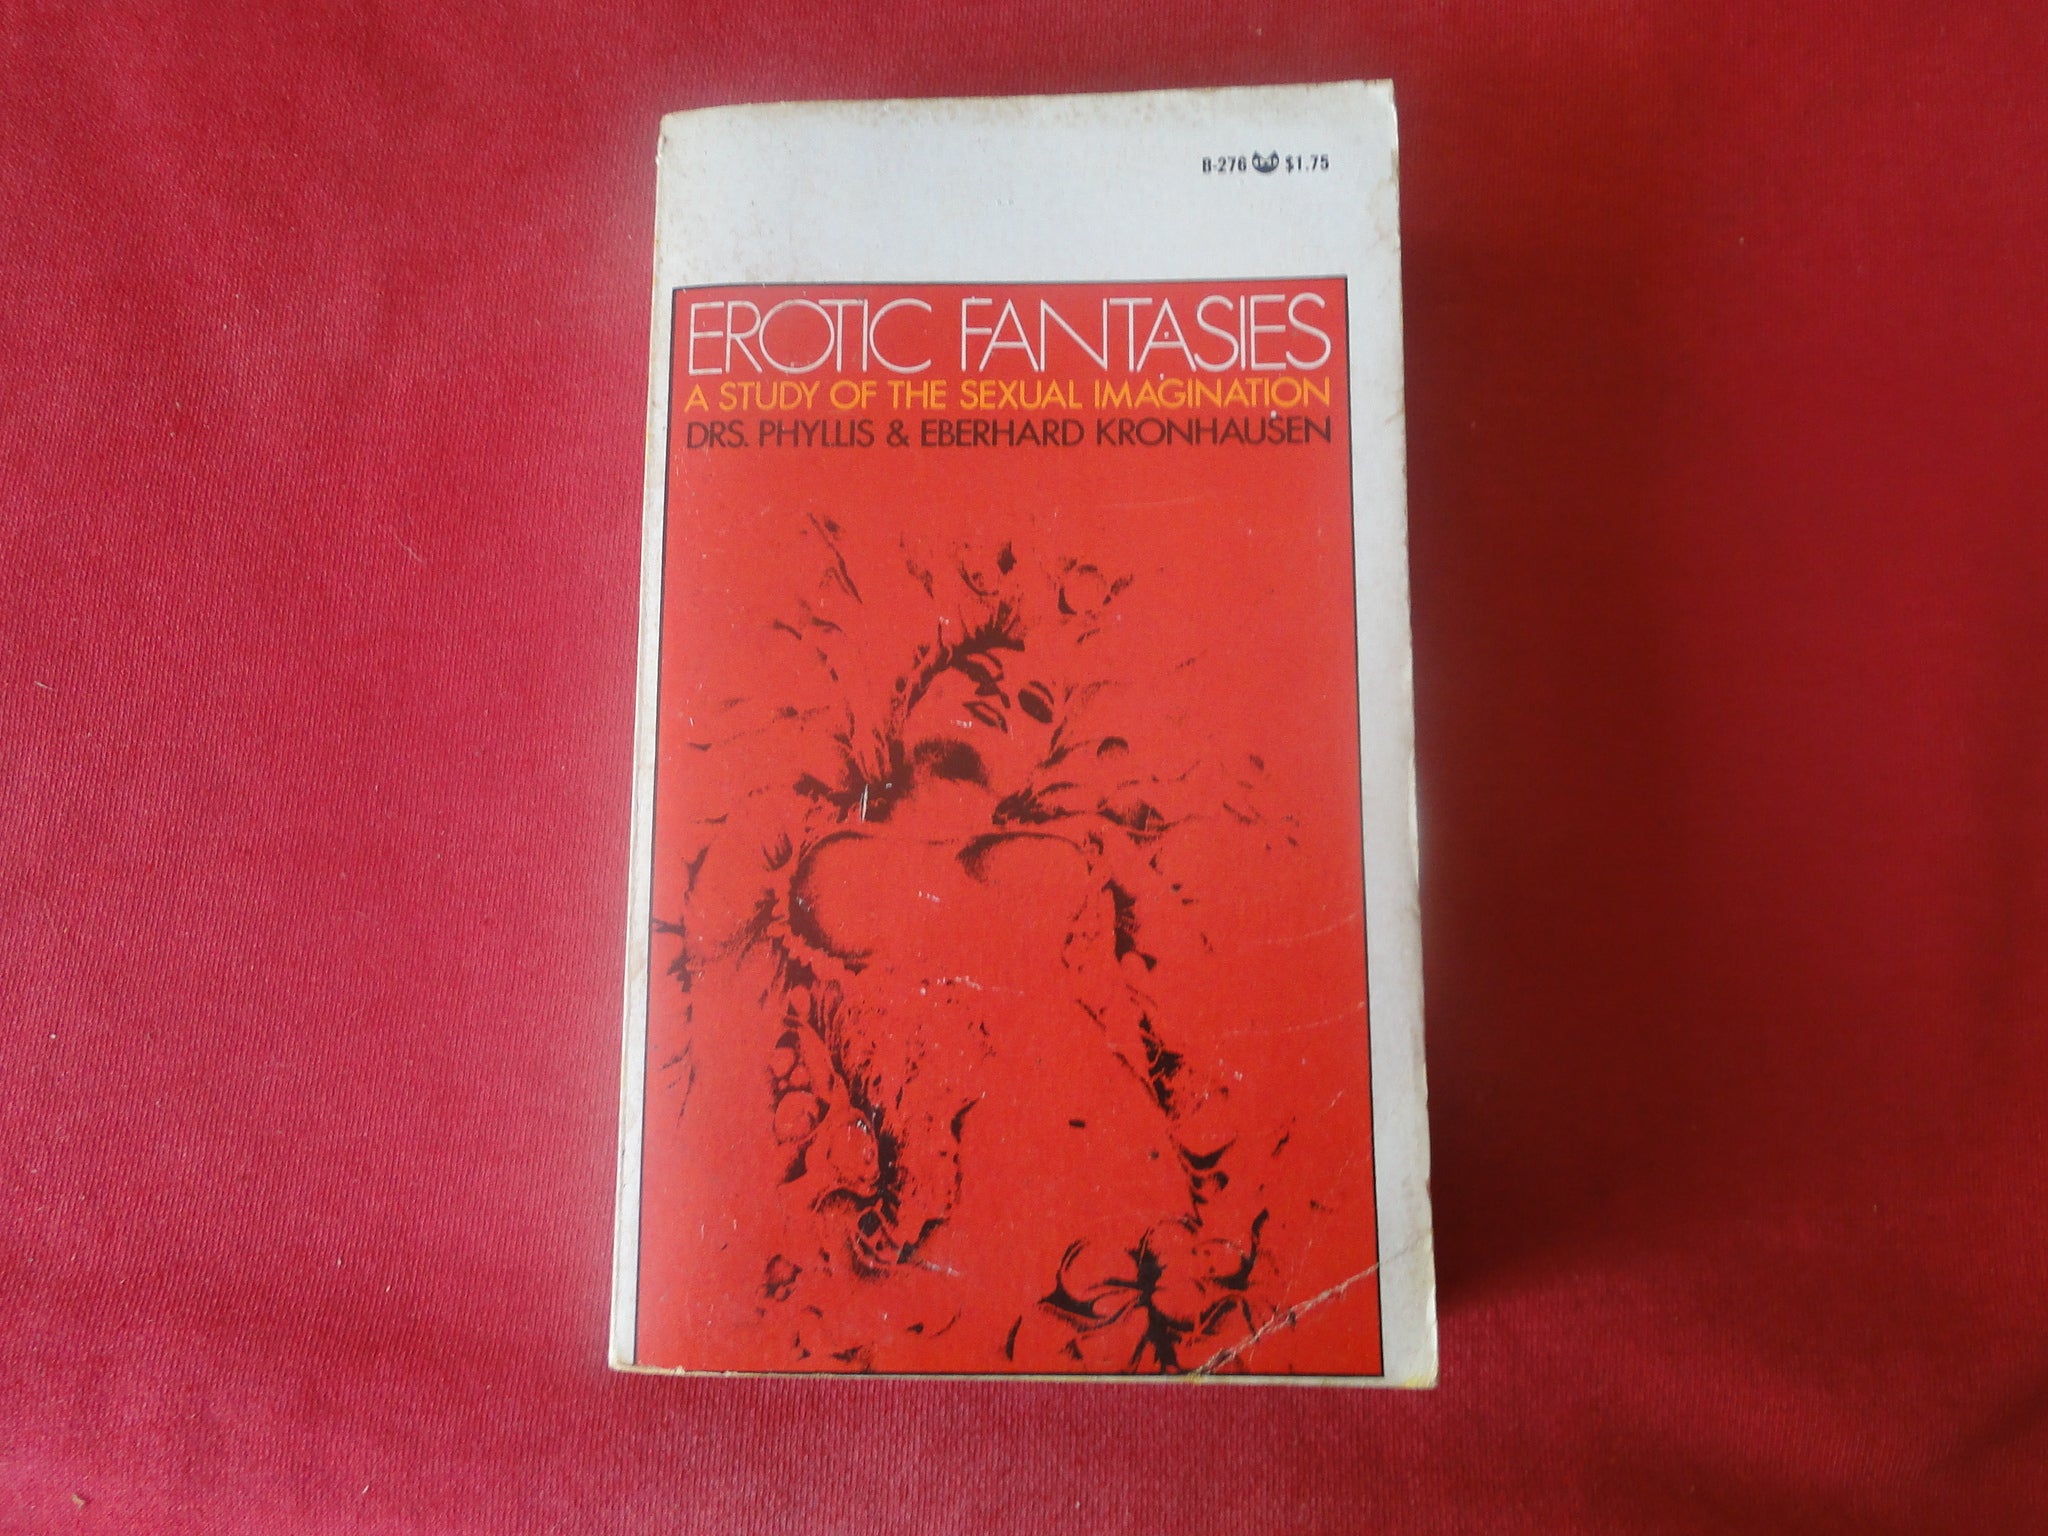 B-276 $1.75
EROTIC FANTASIES
A STUDY OF THE SEXUAL IMAGINATION
DRS. PHYLLIS & EBERHARD KRONHAUSEN